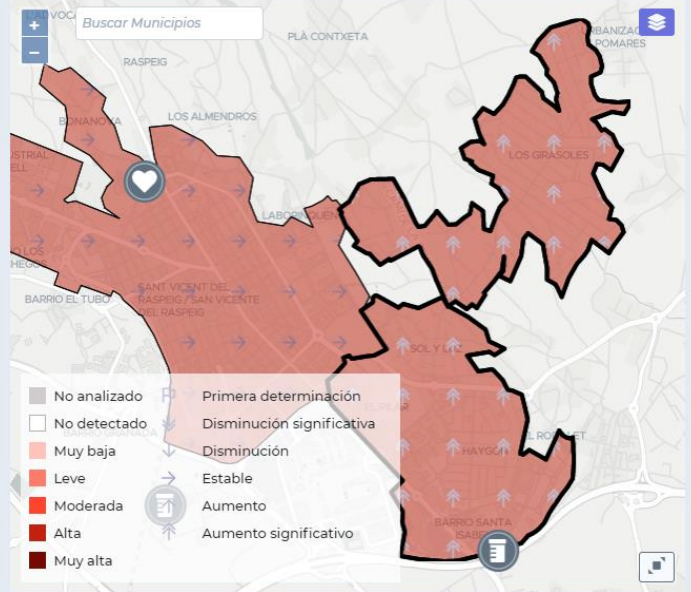 +
Buscar Municipios
−
PLÀ CONTXETA
POMARES
RASPEIG
LOS ALMENDROS
BONANOVA
LOS GIRASOLES
SANT VICENT DEL
RASPEIG / SAN VICENTE
DEL RASPEIG
BARRIO EL TUBO
SOL Y LUZ
No analizado
No detectado
Muy baja
Leve
Moderada
Alta
Muy alta
Primera determinación
Disminución significativa
Disminución
Estable
Aumento
Aumento significativo
EL PILAR
HAYGON
BARRIO SANTA
ISABEL